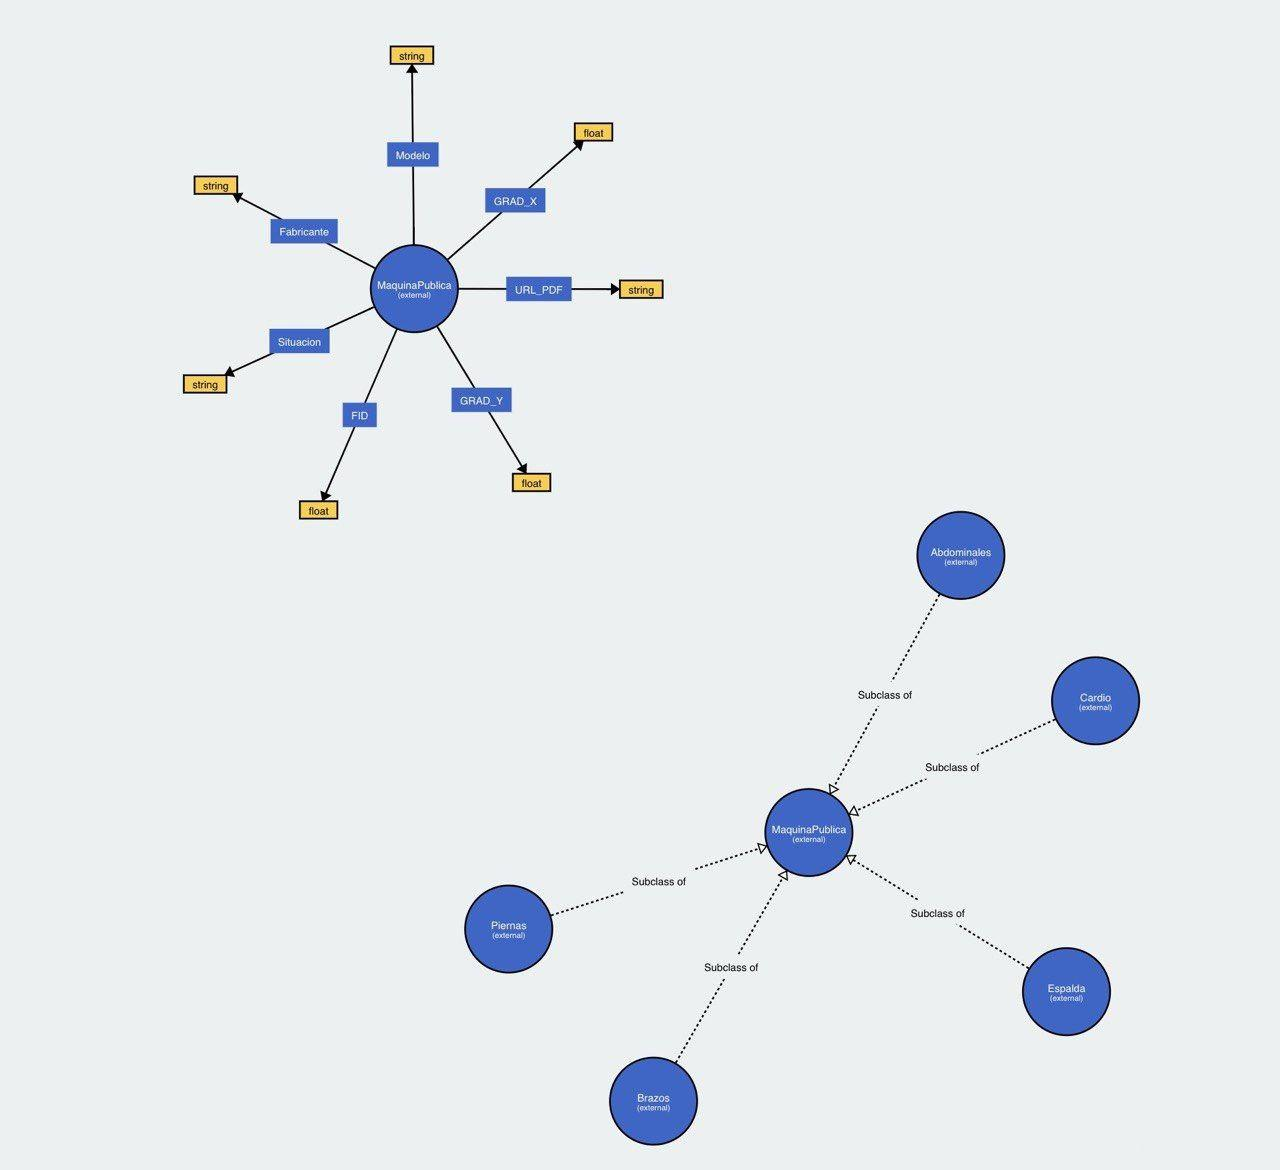 string
float
Modelo
string
GRAD_X
Fabricante
MaquinaPublica
(external)
URL_PDF
string
Situacion
string
GRAD_Y
FID
float
float
Abdominales
(external)
Subclass of
Cardio
(external)
Subclass of
MaquinaPublica
(external)
Subclass of
Piernas
(external)
Subclass of
Subclass of
Espalda
(external)
Brazos
(external)